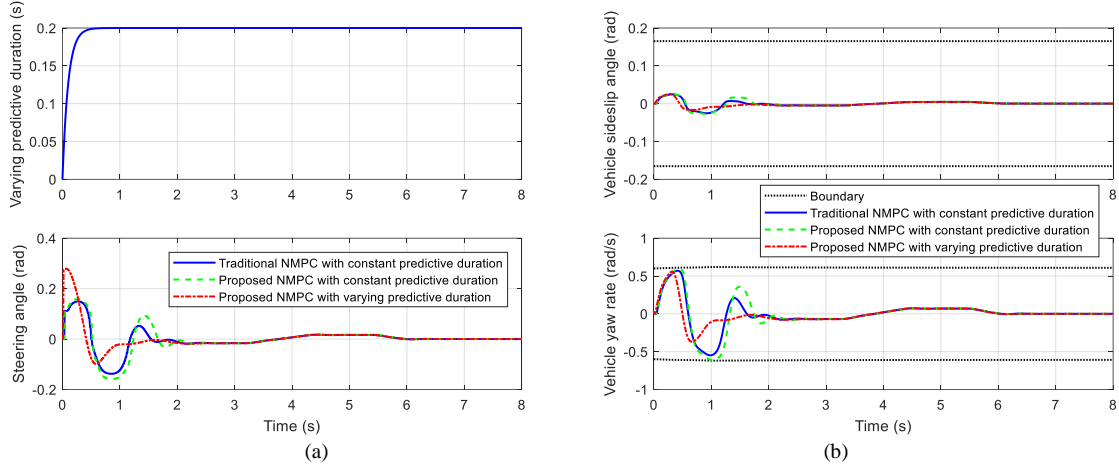 Varying predictive duration (s)
0.2
0.15
0.1
0.05
0
0 1 2 3 4 5 6 7 8
Steering angle (rad)
0.4
0.2
0
-0.2
Traditional NMPC with constant predictive duration
Proposed NMPC with constant predictive duration
Proposed NMPC with varying predictive duration
0 1 2 3 4 5 6 7 8
Time (s)
(a)
Vehicle sideslip angle (rad)
0.2
0.1
0
-0.1
-0.2
0 1 2 8
Boundary
Traditional NMPC with constant predictive duration
Proposed NMPC with constant predictive duration
Proposed NMPC with varying predictive duration
Vehicle yaw rate (rad/s)
1
0.5
0
-0.5
-1
0 1 2 3 4 5 6 7 8
Time (s)
(b)